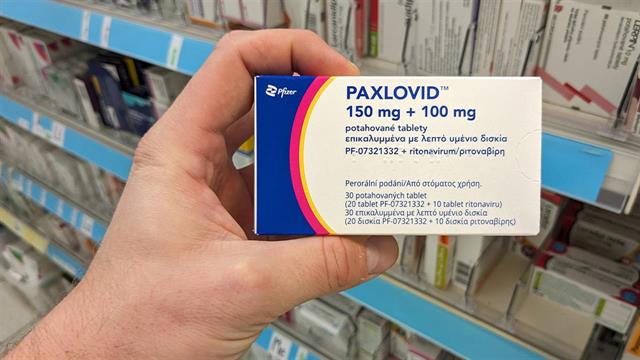 Pfizer
PAXLOVID™
150 mg + 100 mg
potahované tablety
επικαλυμμένα με λεπτό υμένιο δισκία
PF-07321332 + ritonavirum/ριτοναβίρη
Perorální podání/Από στόματος χρήση.
30 potahovaných tablet
(20 tablet PF-07321332 + 10 tablet ritonaviru)
30 επικαλυμμένα με λεπτό υμένιο δισκία
(20 δισκία PF-07321332 + 10 δισκία ριτοναβίρης)